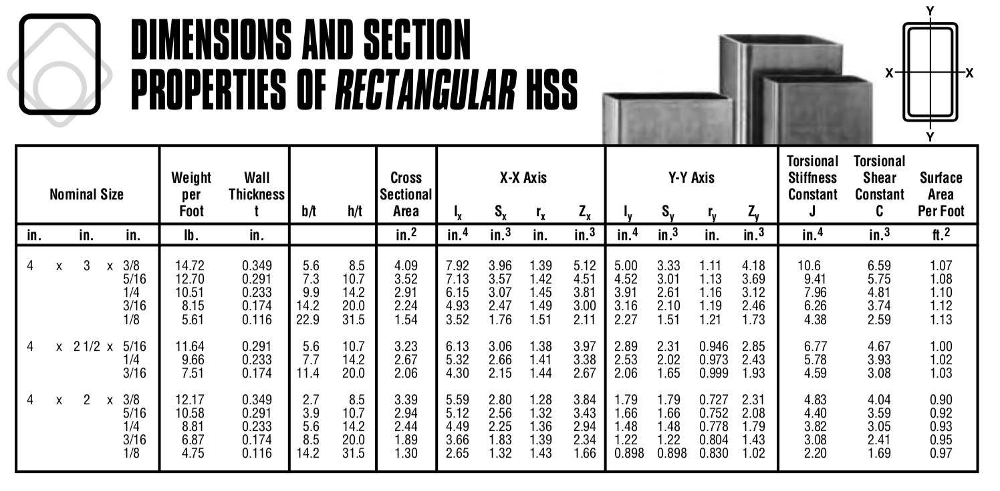 DIMENSIONS AND SECTION
PROPERTIES OF RECTANGULAR HSS
Y
X X
Y
Nominal Size Weight per Foot Wall Thickness t b/t h/t Cross Sectional Area X-X Axis Ix Sx rx Zx Y-Y Axis Iy Sy ry Zy Torsional Stiffness Constant J Torsional Shear Constant C Surface Area Per Foot
in. in. in. lb. in. in.2 in.4 in.3 in. in.3 in.4 in.3 in. in.3 in.4 in.3 ft.2
4 x 3 x 3/8 14.72 0.349 5.6 8.5 4.09 7.92 3.96 1.39 5.12 5.00 3.33 1.11 4.18 10.6 6.59 1.07
5/16 12.70 0.291 7.3 10.7 3.52 7.13 3.57 1.42 4.51 4.52 3.01 1.13 3.69 9.41 5.75 1.08
1/4 10.51 0.233 9.9 14.2 2.91 6.15 3.07 1.45 3.81 3.91 2.61 1.16 3.12 7.96 4.81 1.10
3/16 8.15 0.174 14.2 20.0 2.24 4.93 2.47 1.49 3.00 3.16 2.10 1.19 2.46 6.26 3.74 1.12
1/8 5.61 0.116 22.9 31.5 1.54 3.52 1.76 1.51 2.11 2.27 1.51 1.21 1.73 4.38 2.59 1.13
4 x 2 1/2 x 5/16 11.64 0.291 5.6 10.7 3.23 6.13 3.06 1.38 3.97 2.89 2.31 0.946 2.85 6.77 4.67 1.00
1/4 9.66 0.233 7.7 14.2 2.67 5.32 2.66 1.41 3.38 2.53 2.02 0.973 2.43 5.78 3.93 1.02
3/16 7.51 0.174 11.4 20.0 2.06 4.30 2.15 1.44 2.67 2.06 1.65 0.999 1.93 4.59 3.08 1.03
4 x 2 x 3/8 12.17 0.349 2.7 8.5 3.39 5.59 2.80 1.28 3.84 1.79 1.79 0.727 2.31 4.83 4.04 0.90
5/16 10.58 0.291 3.9 10.7 2.94 5.12 2.56 1.32 3.43 1.66 1.66 0.752 2.08 4.40 3.59 0.92
1/4 8.81 0.233 5.6 14.2 2.44 4.49 2.25 1.36 2.94 1.48 1.48 0.778 1.79 3.82 3.05 0.93
3/16 6.87 0.174 8.5 20.0 1.89 3.66 1.83 1.39 2.34 1.22 1.22 0.804 1.43 3.08 2.41 0.95
1/8 4.75 0.116 14.2 31.5 1.30 2.65 1.32 1.43 1.66 0.898 0.898 0.830 1.02 2.20 1.69 0.97